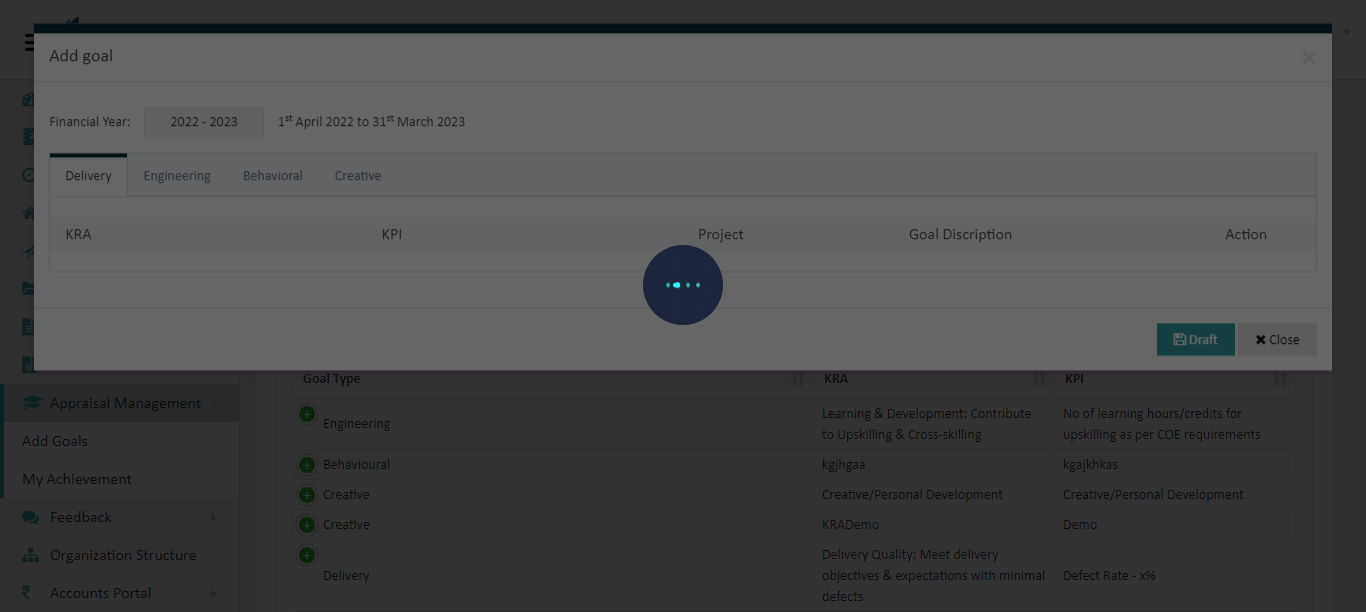 Add goal
Financial Year: 2022 - 2023 1st April 2022 to 31st March 2023
Delivery Engineering Behavioral Creative
KRA KPI Project Goal Discription Action
Draft Close
Goal Type KRA KPI
Appraisal Management
Add Goals
My Achievement
Feedback
Organization Structure
Accounts Portal
Engineering
Learning & Development: Contribute
to Upskilling & Cross-skilling
No of learning hours/credits for
upskilling as per COE requirements
Behavioural kgjhgaa kgajkhkas
Creative Creative/Personal Development Creative/Personal Development
Creative KRADemo Demo
Delivery
Delivery Quality: Meet delivery
objectives & expectations with minimal
defects
Defect Rate - x%